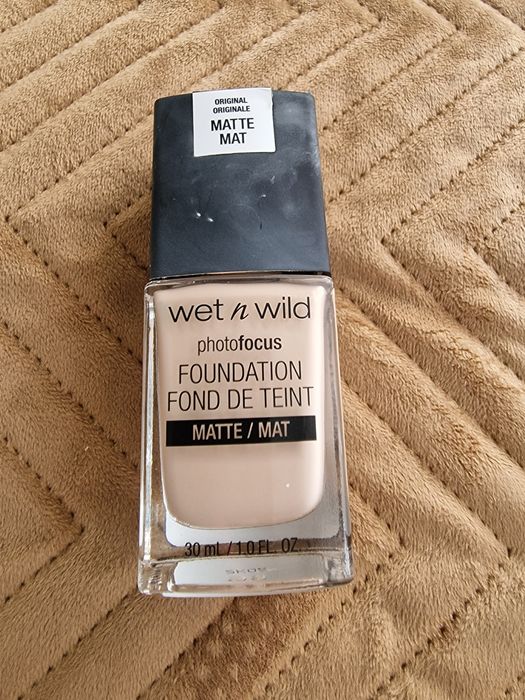 ORIGINAL
ORIGINALE
MATTE
MAT
wet n wild
photofocus
FOUNDATION
FOND DE TEINT
MATTE / MAT
30 mL / 1.0 FL. OZ.